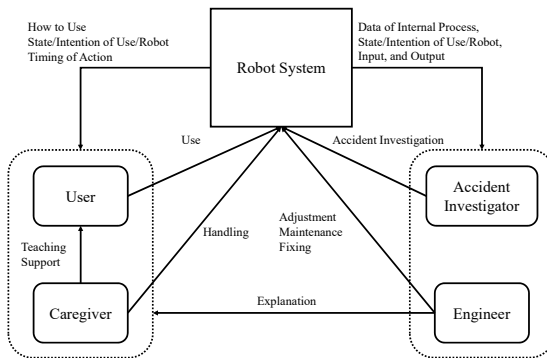 How to Use
State/Intention of Use/Robot
Timing of Action
Robot System
Data of Internal Process,
State/Intention of Use/Robot,
Input, and Output
Use
Accident Investigation
User
Accident
Investigator
Teaching
Support
Handling
Adjustment
Maintenance
Fixing
Caregiver
Explanation
Engineer